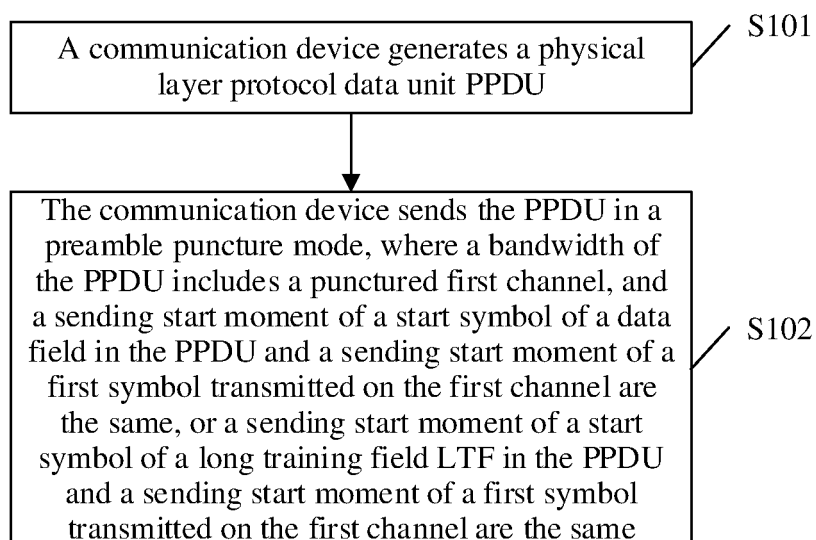 A communication device generates a physical
layer protocol data unit PPDU
S101
The communication device sends the PPDU in a
preamble puncture mode, where a bandwidth of
the PPDU includes a punctured first channel, and
a sending start moment of a start symbol of a data
field in the PPDU and a sending start moment of a
first symbol transmitted on the first channel are
the same, or a sending start moment of a start
symbol of a long training field LTF in the PPDU
and a sending start moment of a first symbol
transmitted on the first channel are the same
S102